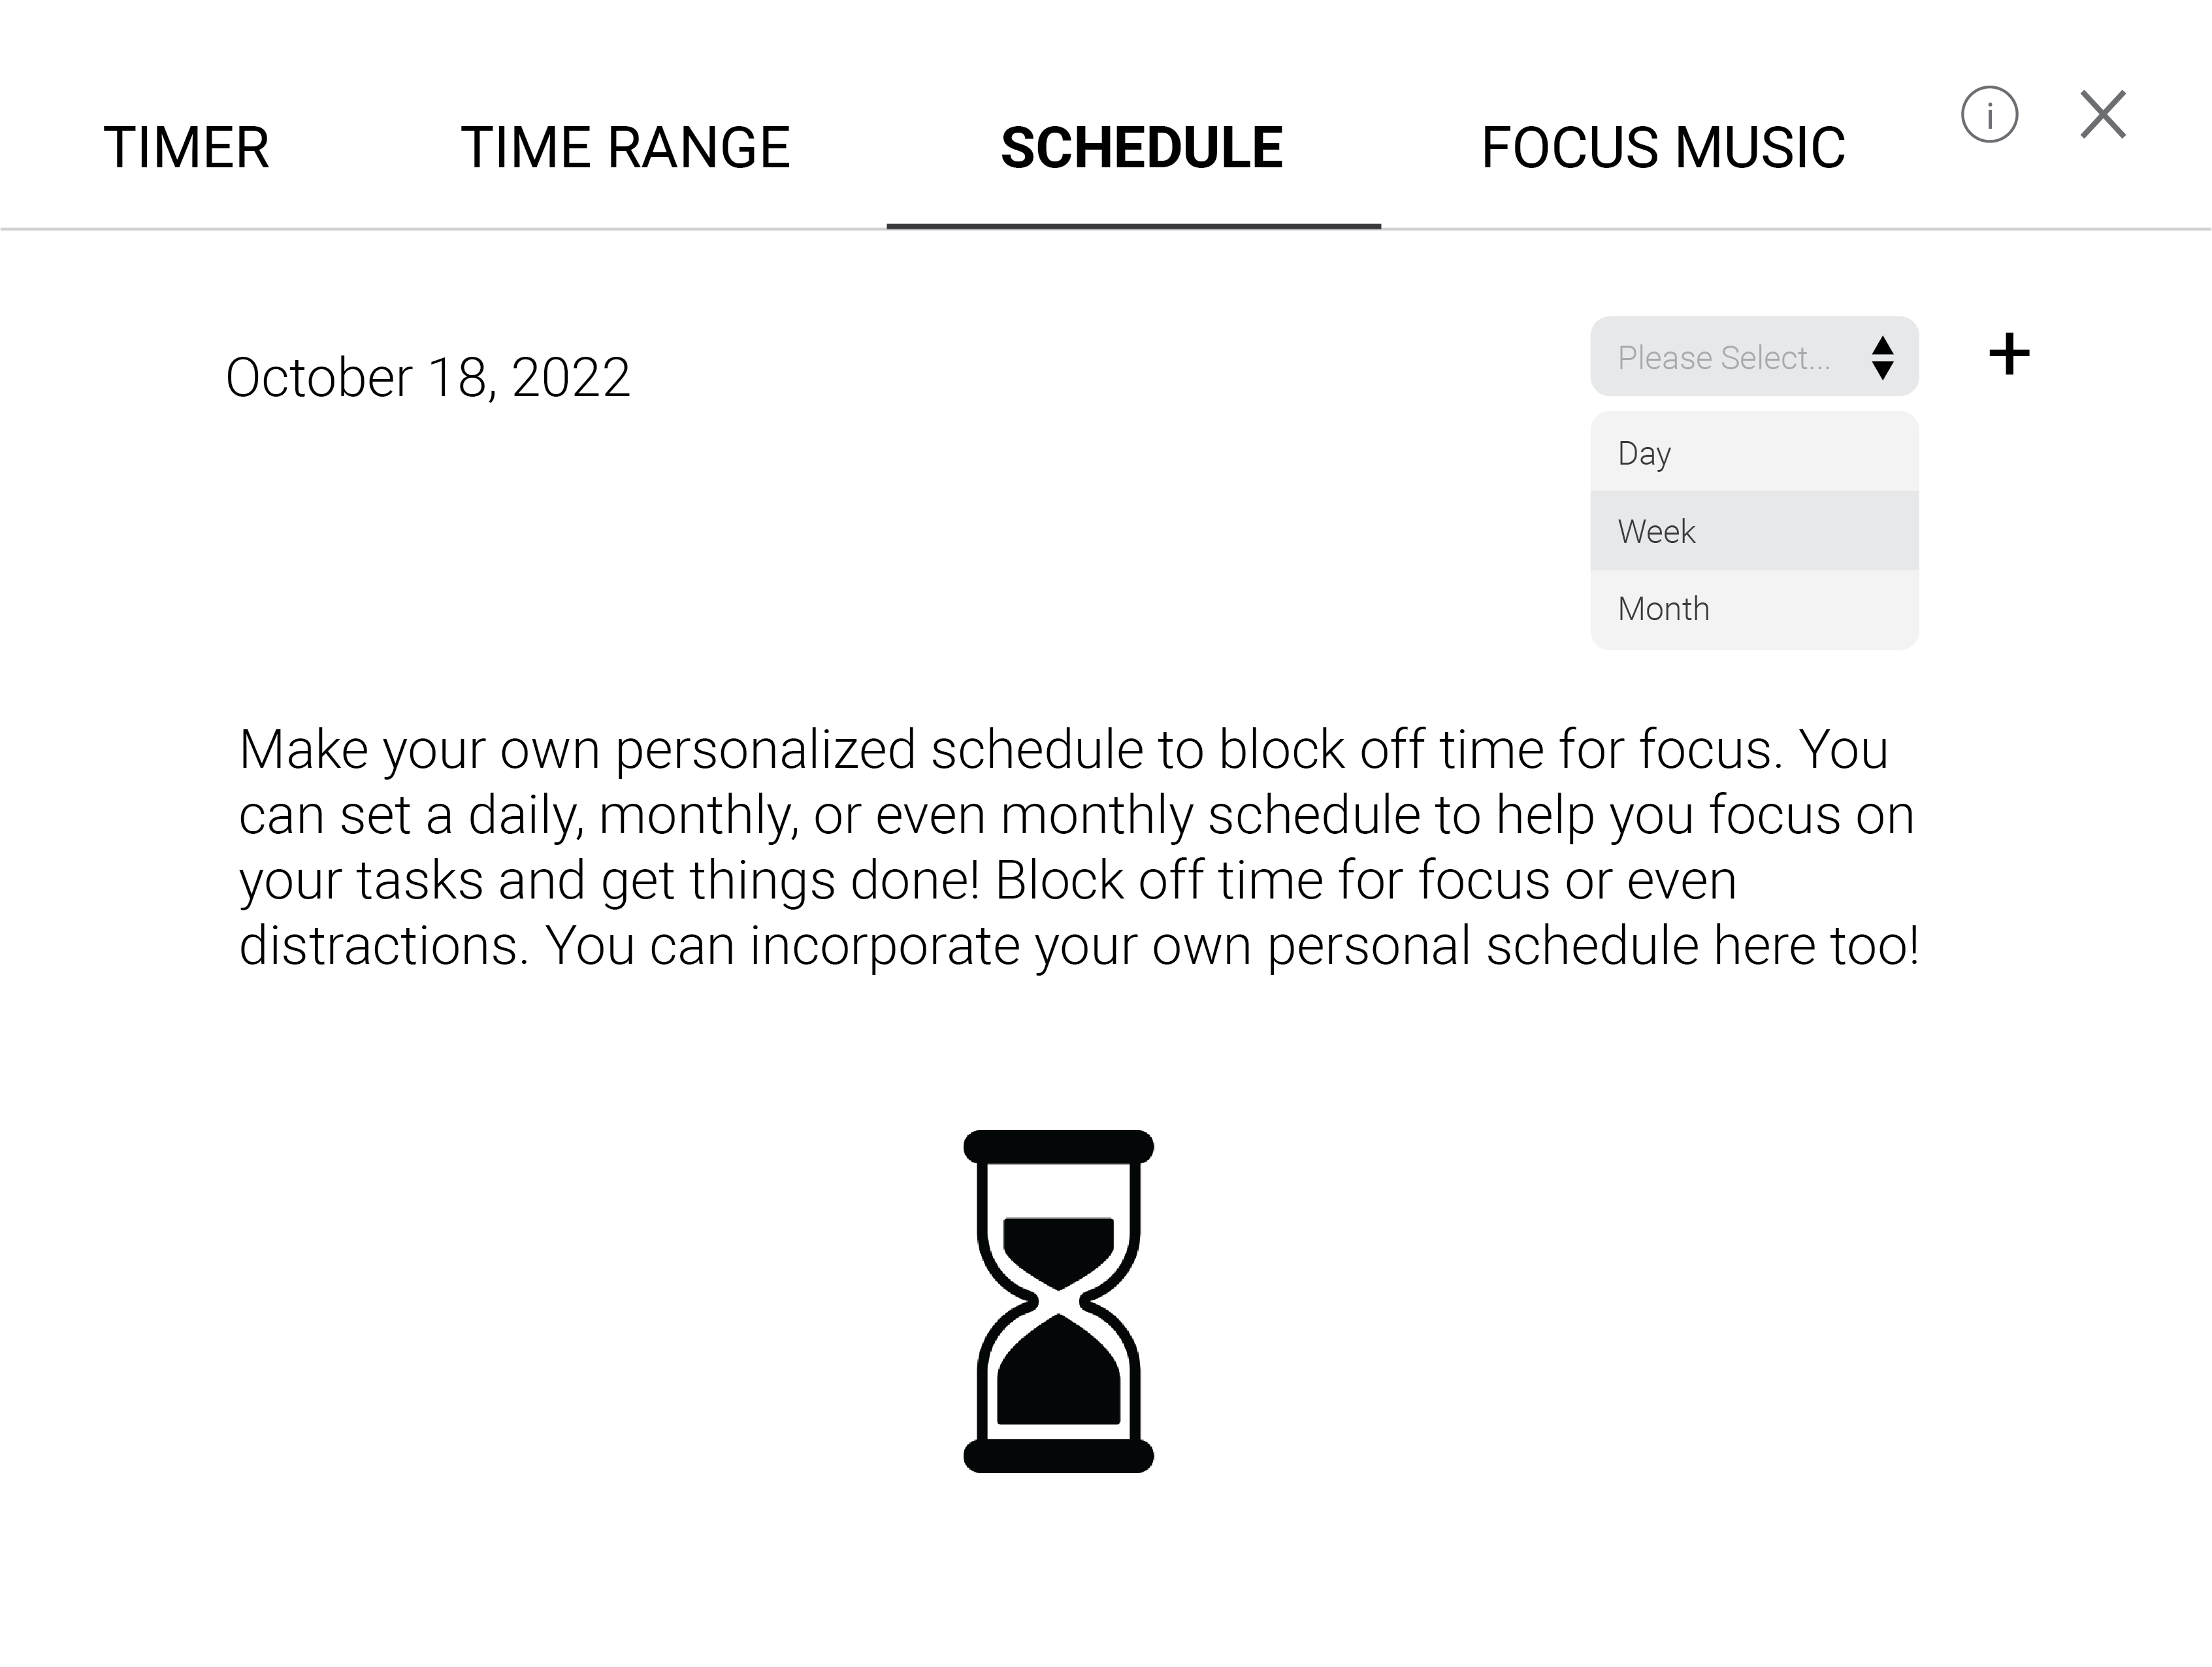 TIMER TIME RANGE SCHEDULE FOCUS MUSIC i
October 18, 2022
Please Select...
Day
Week
Month
Make your own personalized schedule to block off time for focus. You
can set a daily, monthly, or even monthly schedule to help you focus on
your tasks and get things done! Block off time for focus or even
distractions. You can incorporate your own personal schedule here too!